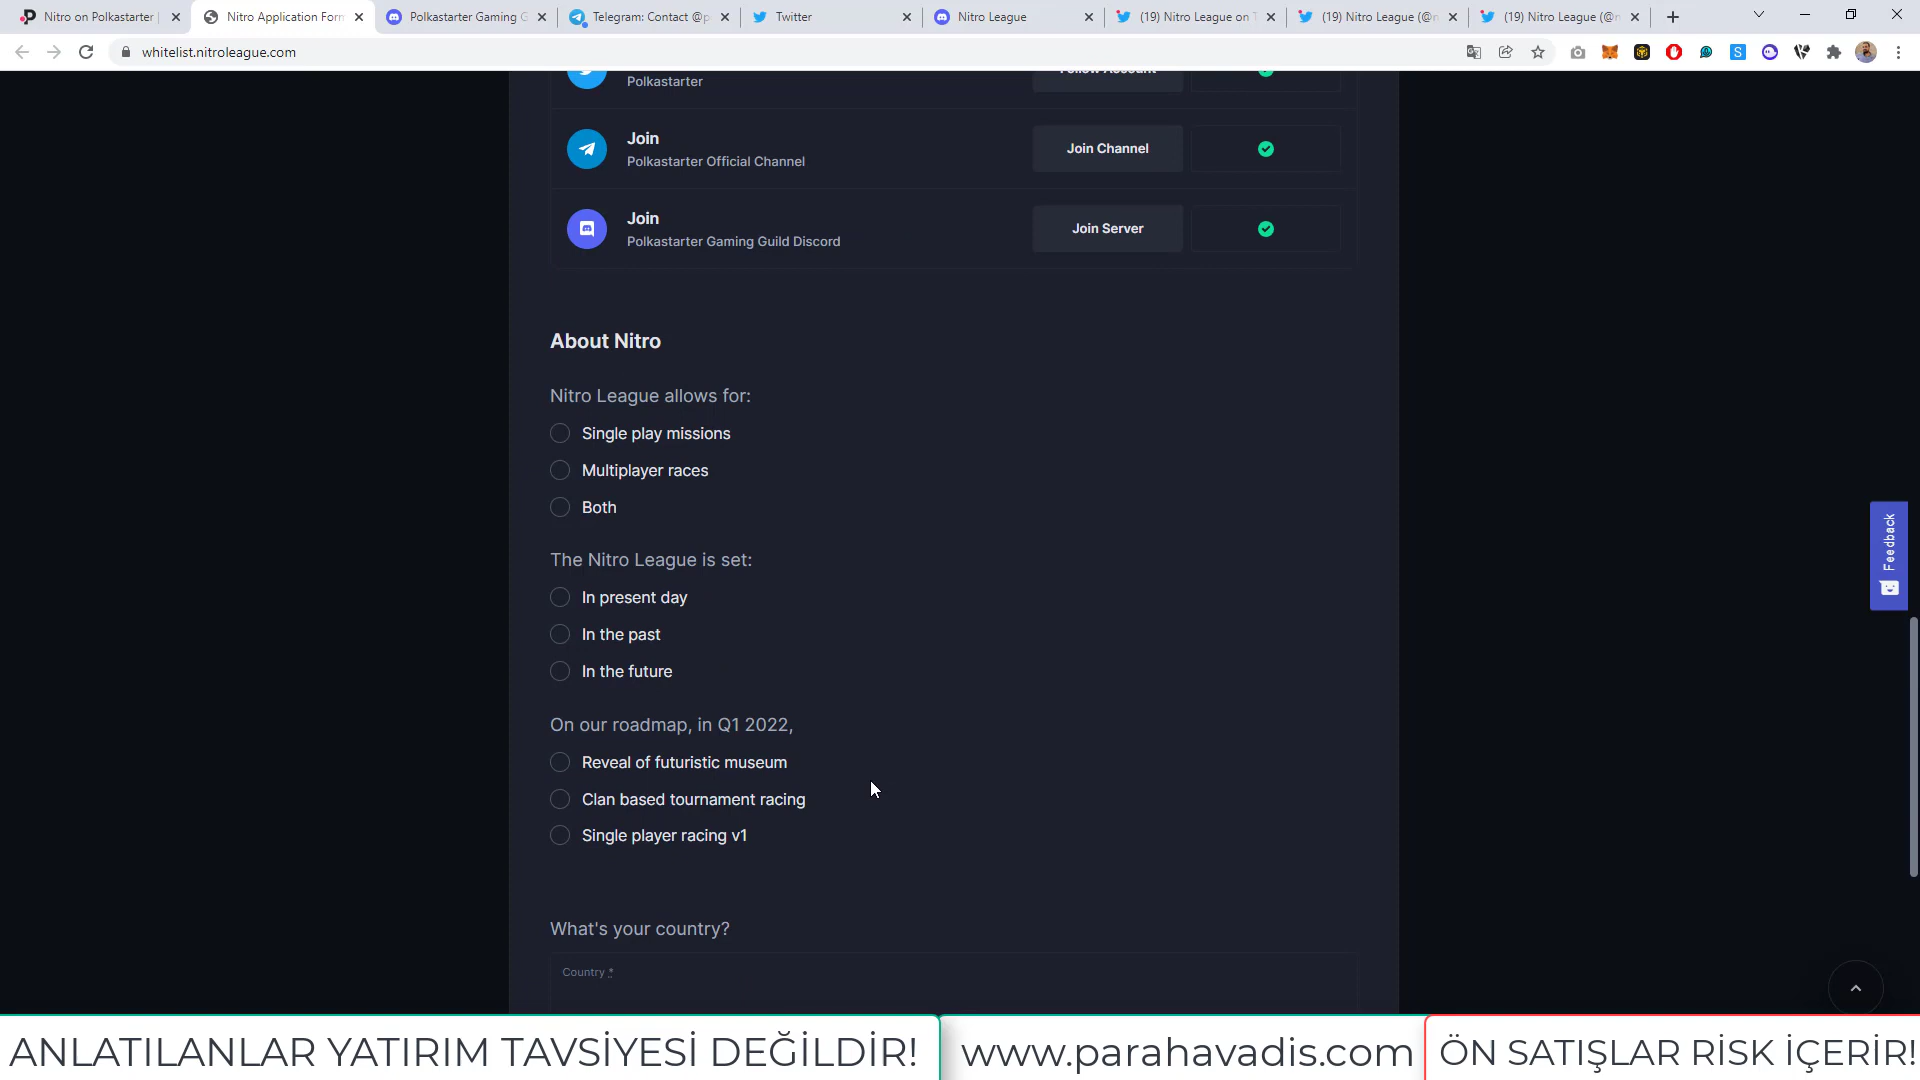 Nitro on Polkastarter
Nitro Application Form
Polkastarter Gaming G
Telegram: Contact @p
Twitter
Nitro League
(19) Nitro League on T
(19) Nitro League (@n
(19) Nitro League (@n
whitelist.nitroleague.com
Polkastarter
Follow Account
Join
Polkastarter Official Channel
Join Channel
Join
Polkastarter Gaming Guild Discord
Join Server
About Nitro
Nitro League allows for:
Single play missions
Multiplayer races
Both
The Nitro League is set:
In present day
In the past
In the future
On our roadmap, in Q1 2022,
Reveal of futuristic museum
Clan based tournament racing
Single player racing v1
What's your country?
Country *
Feedback
ANLATILANLAR YATIRIM TAVSİYESİ DEĞİLDİR!
www.parahavadis.com
ÖN SATIŞLAR RİSK İÇERİR!